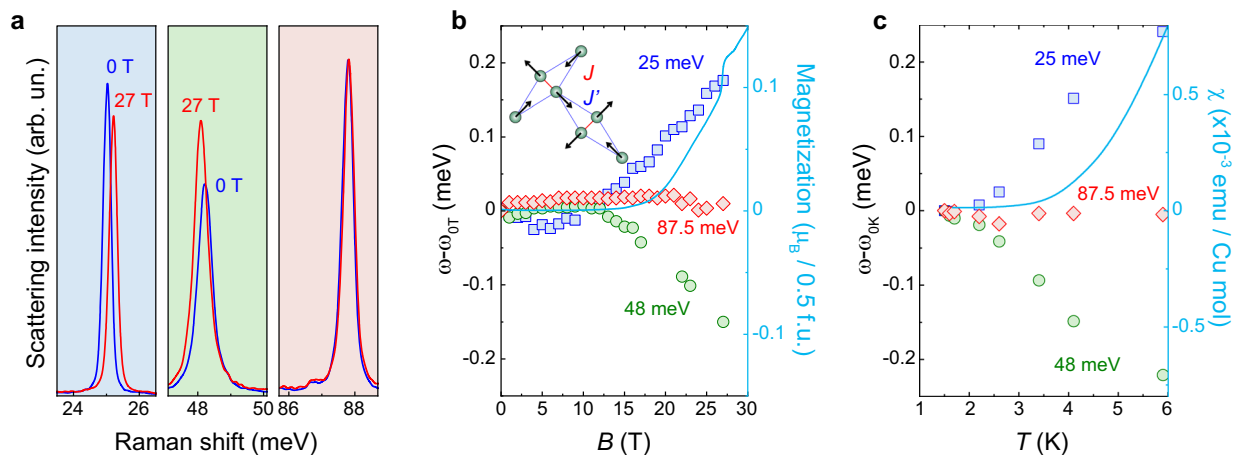 a
Scattering intensity (arb. un.)
0 T
27 T
27 T
0 T
24 26
48 50
86 88
Raman shift (meV)
b
0.2
0.1
0
-0.1
-0.2
ω-ω0T (meV)
J
J'
25 meV
87.5 meV
48 meV
0 5 10 15 20 25 30
B (T)
0.1
0
-0.1
Magnetization (μB / 0.5 f.u.)
c
0.2
0.1
0
-0.1
-0.2
ω-ω0K (meV)
25 meV
87.5 meV
48 meV
1 2 3 4 5 6
T (K)
0.5
0
-0.5
χ (x10-3 emu / Cu mol)